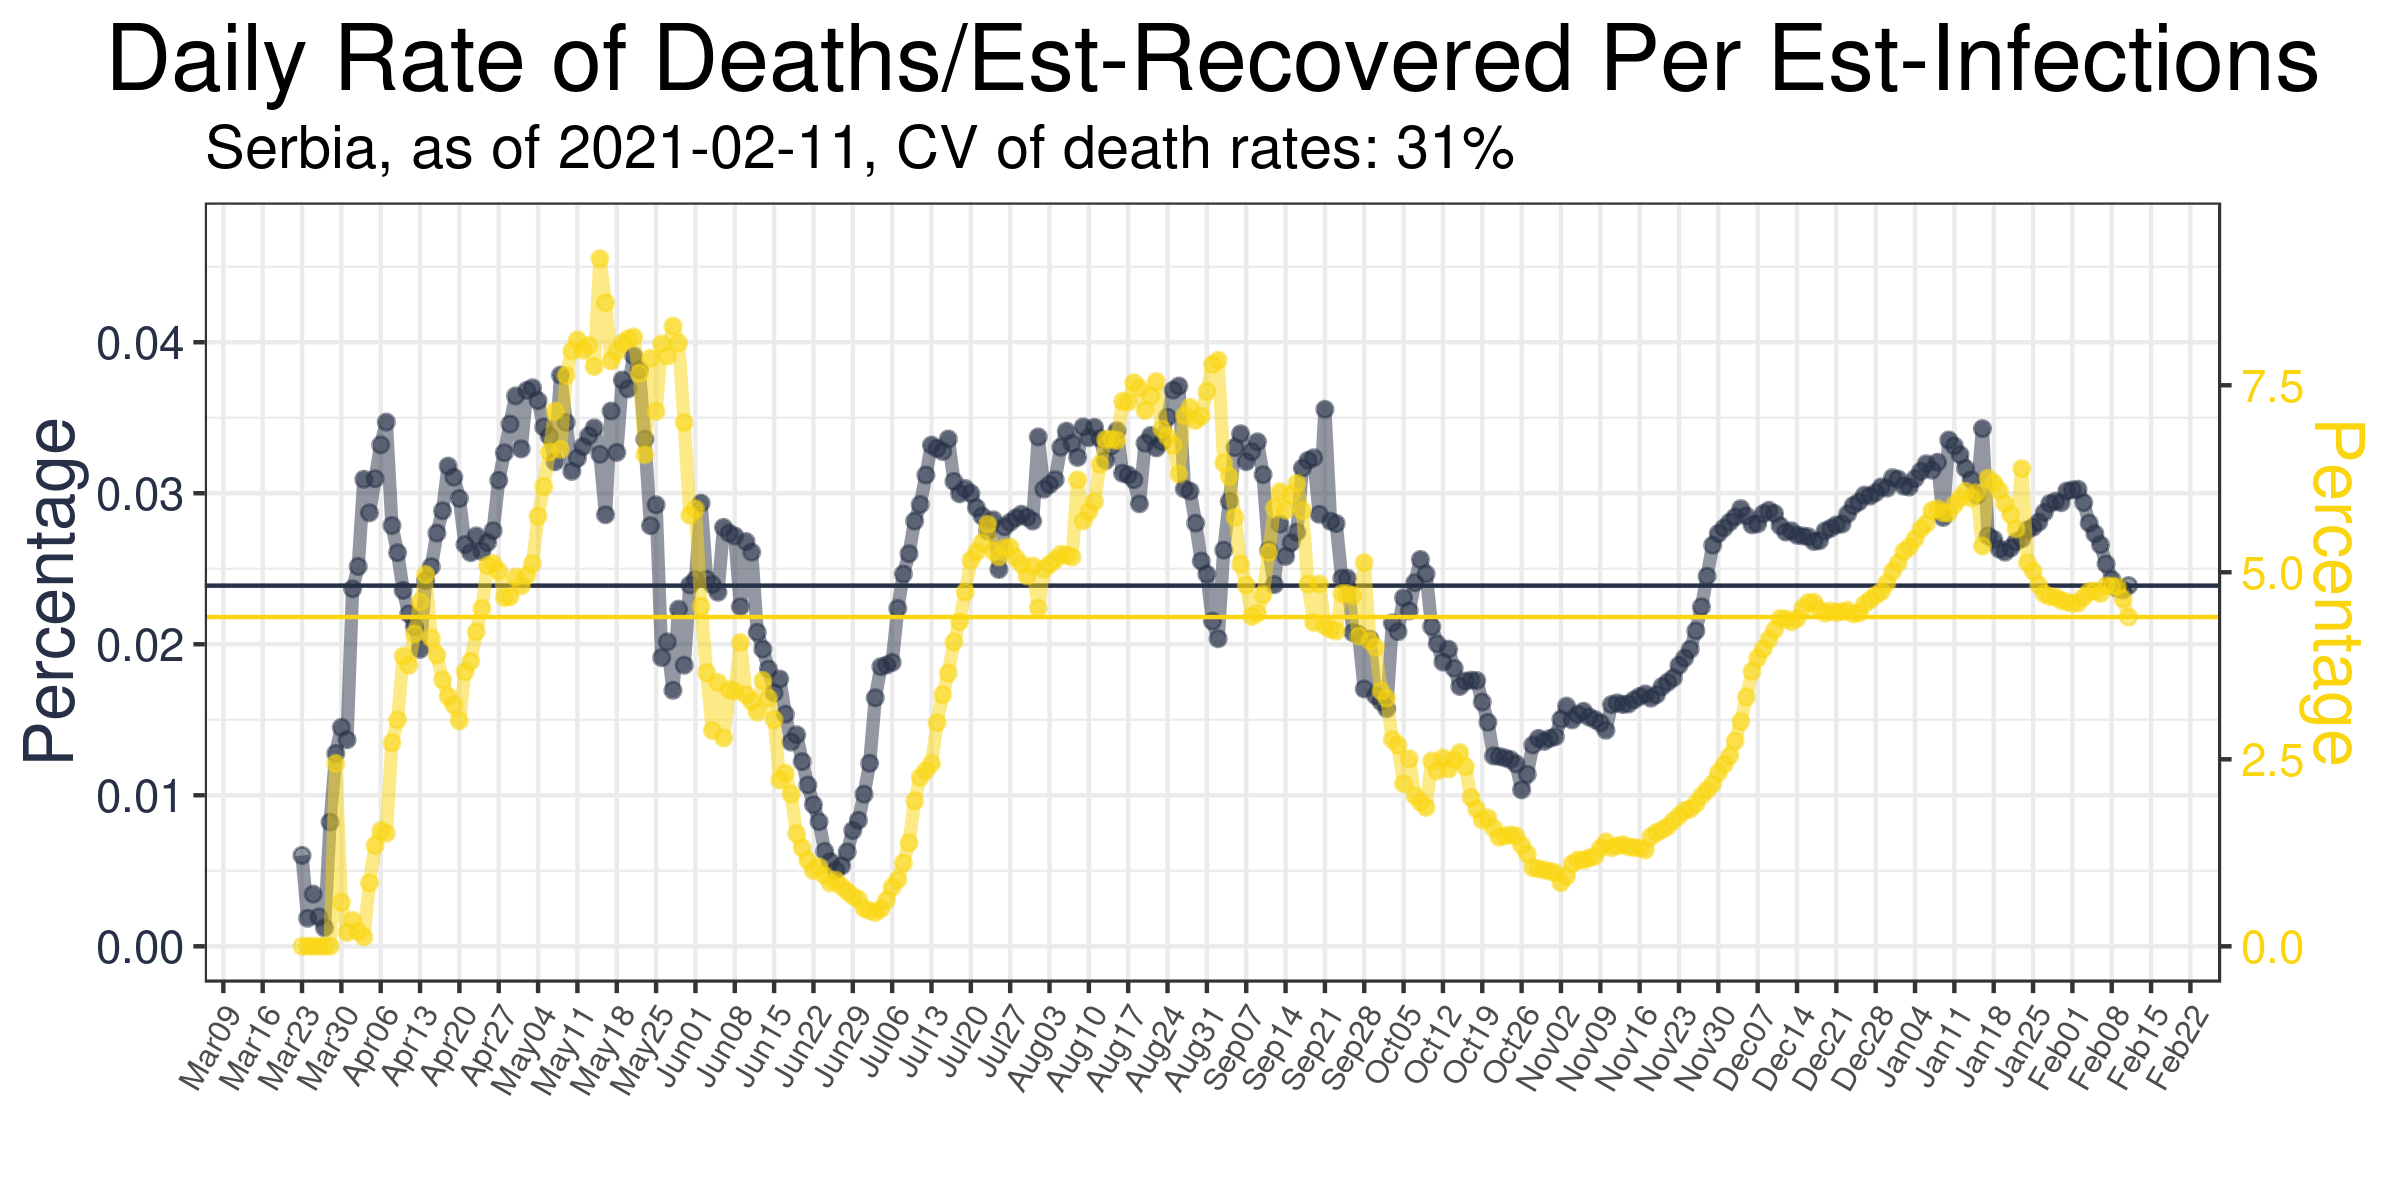 Daily Rate of Deaths/Est-Recovered Per Est-Infections
Serbia, as of 2021-02-11, CV of death rates: 31%
Percentage
0.04
0.03
0.02
0.01
0.00
7.5
5.0
2.5
0.0
Percentage
Mar09 Mar16 Mar23 Mar30 Apr06 Apr13 Apr20 Apr27 May04 May11 May18 May25 Jun01 Jun08 Jun15 Jun22 Jun29 Jul06 Jul13 Jul20 Jul27 Aug03 Aug10 Aug17 Aug24 Aug31 Sep07 Sep14 Sep21 Sep28 Oct05 Oct12 Oct19 Oct26 Nov02 Nov09 Nov16 Nov23 Nov30 Dec07 Dec14 Dec21 Dec28 Jan04 Jan11 Jan18 Jan25 Feb01 Feb08 Feb15 Feb22